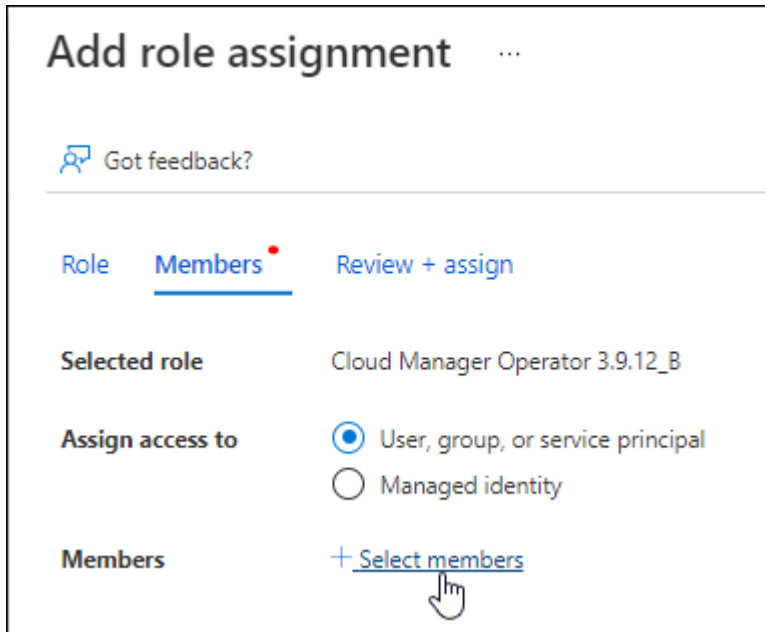 Add role assignment ...
Got feedback?
Role Members Review + assign
Selected role Cloud Manager Operator 3.9.12_B
Assign access to User, group, or service principal
Managed identity
Members + Select members